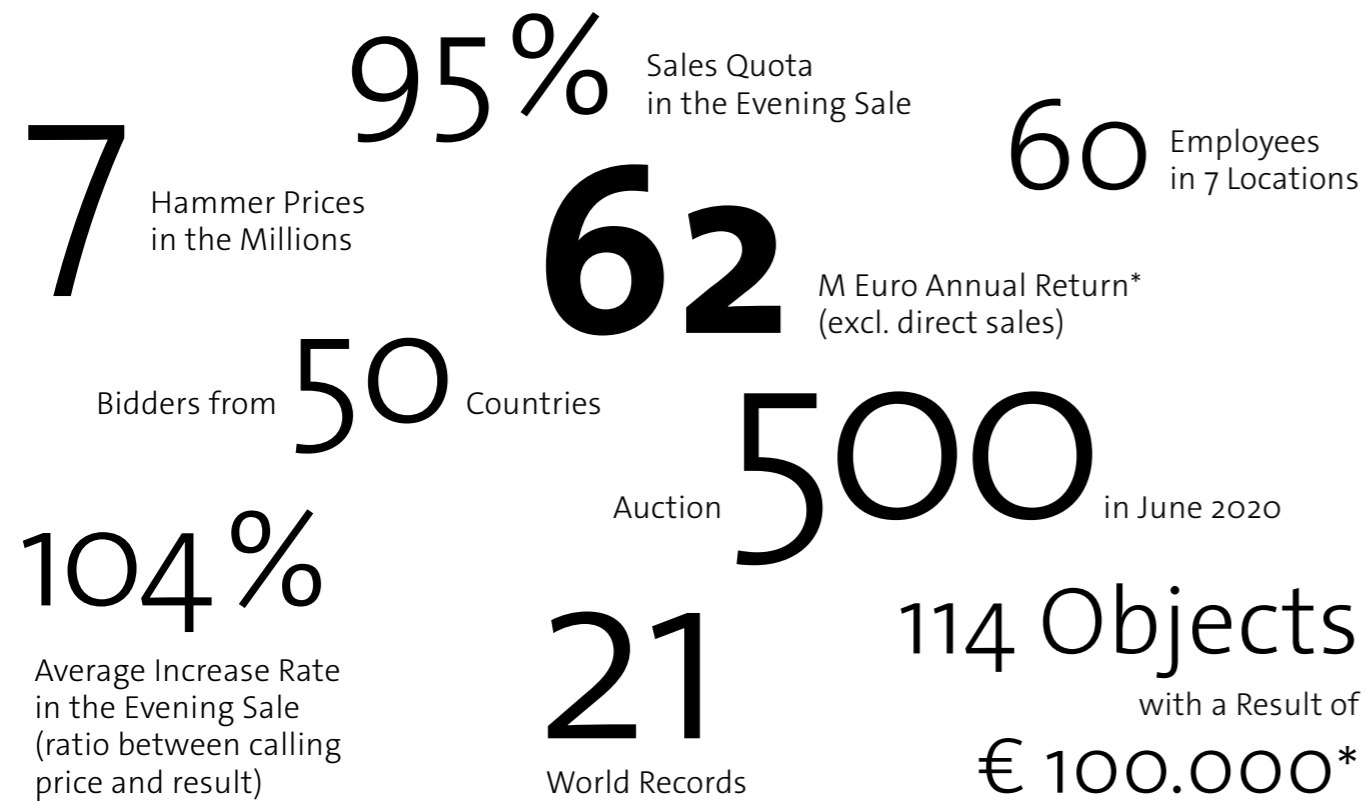 95% Sales Quota
in the Evening Sale
7 Hammer Prices
in the Millions
60 Employees
in 7 Locations
62 M Euro Annual Return*
(excl. direct sales)
Bidders from 50 Countries
Auction 500 in June 2020
104%
Average Increase Rate
in the Evening Sale
(ratio between calling
price and result)
21
World Records
114 Objects
with a Result of
€ 100.000*